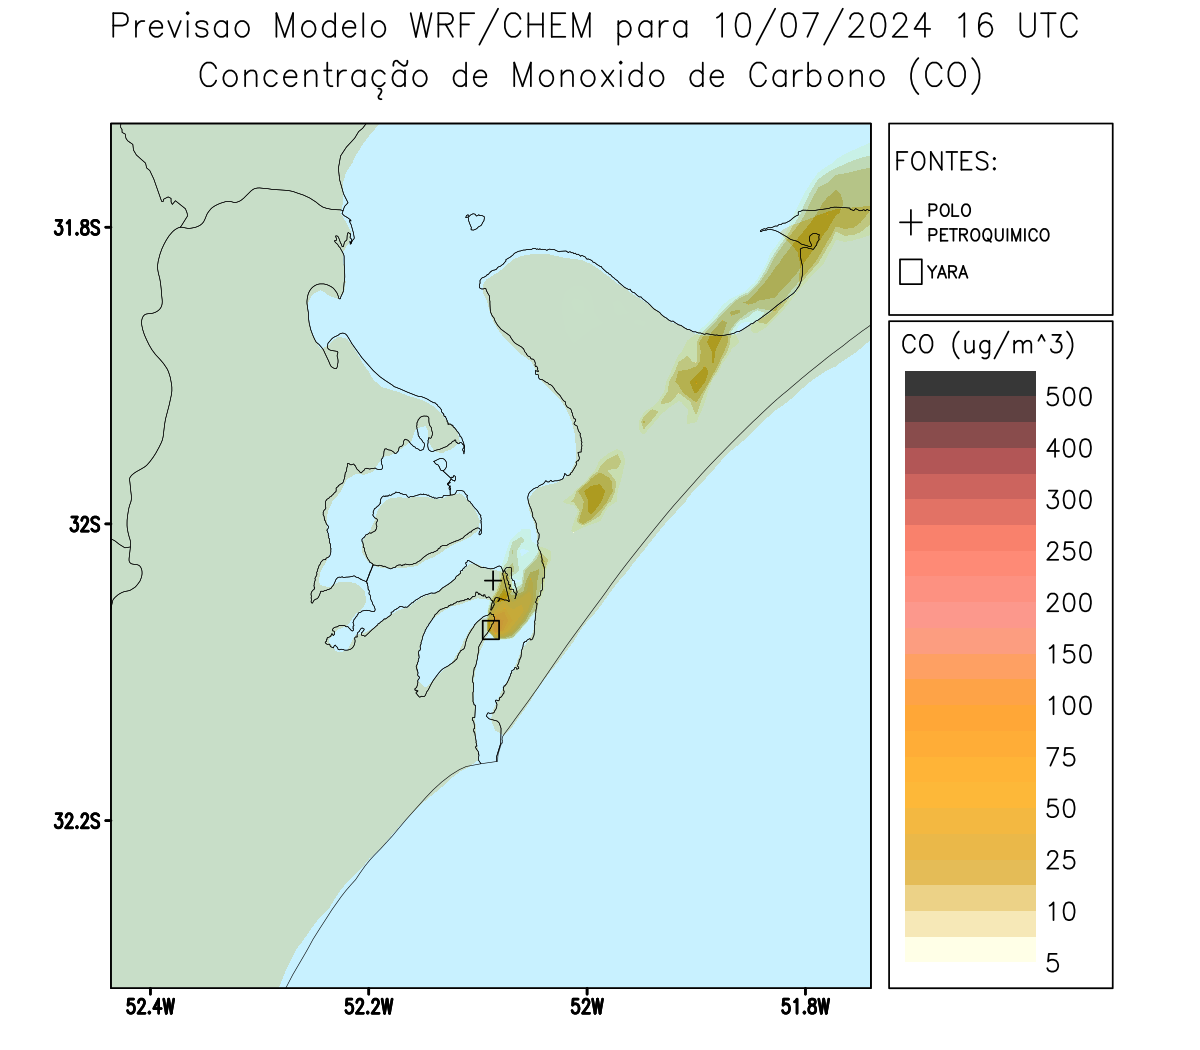 Previsao Modelo WRF/CHEM para 10/07/2024 16 UTC
Concentração de Monoxido de Carbono (CO)
FONTES:
POLO
PETROQUIMICO
YARA
CO (ug/m^3)
500
400
300
250
200
150
100
75
50
25
10
5
31.8S
32S
32.2S
52.4W
52.2W
52W
51.8W